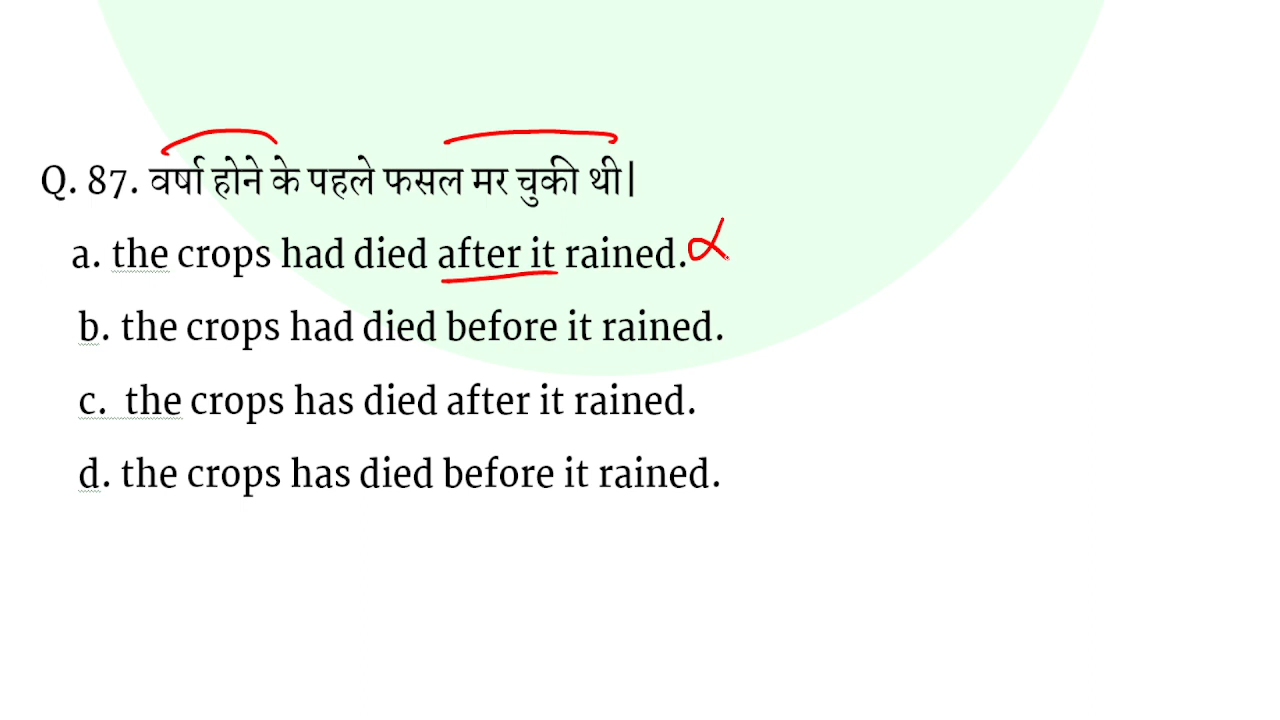 Q. 87. वर्षा होने के पहले फसल मर चुकी थी|
a. the crops had died after it rained.
b. the crops had died before it rained.
c. the crops has died after it rained.
d. the crops has died before it rained.